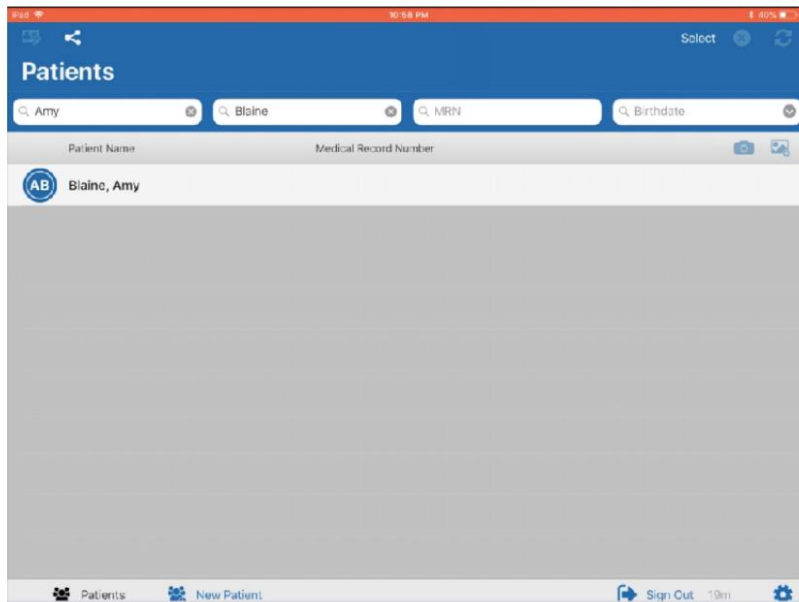 iPad 10:58 PM 40%
Select
Patients
Amy Blaine MRN Birthdate
Patient Name Medical Record Number
AB Blaine, Amy
Patients New Patient Sign Out 19m